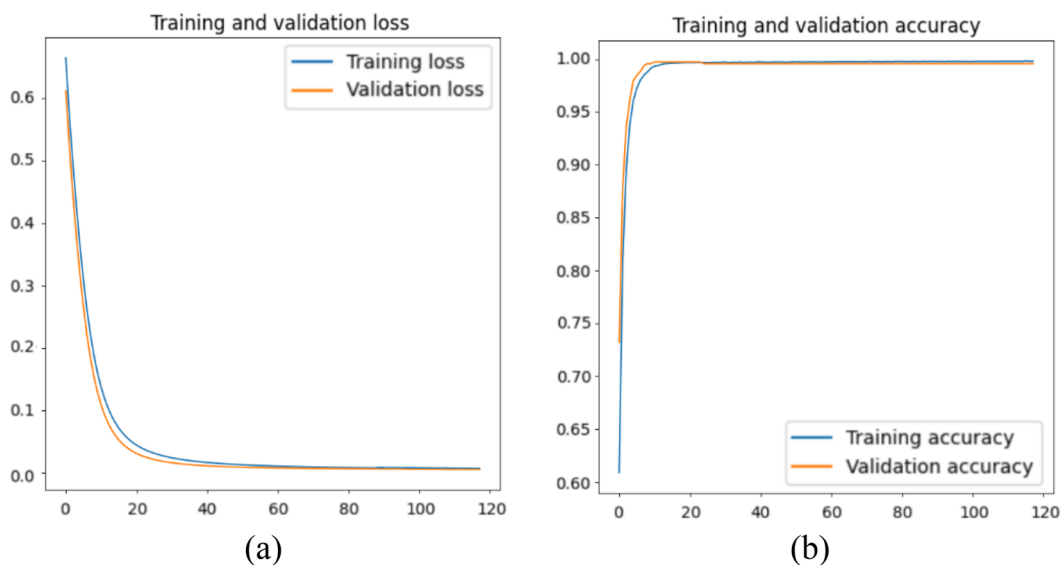 Training and validation loss
Training loss
Validation loss
0.6
0.5
0.4
0.3
0.2
0.1
0.0
0 20 40 60 80 100 120
(a)
Training and validation accuracy
1.00
0.95
0.90
0.85
0.80
0.75
0.70
0.65
0.60
Training accuracy
Validation accuracy
0 20 40 60 80 100 120
(b)